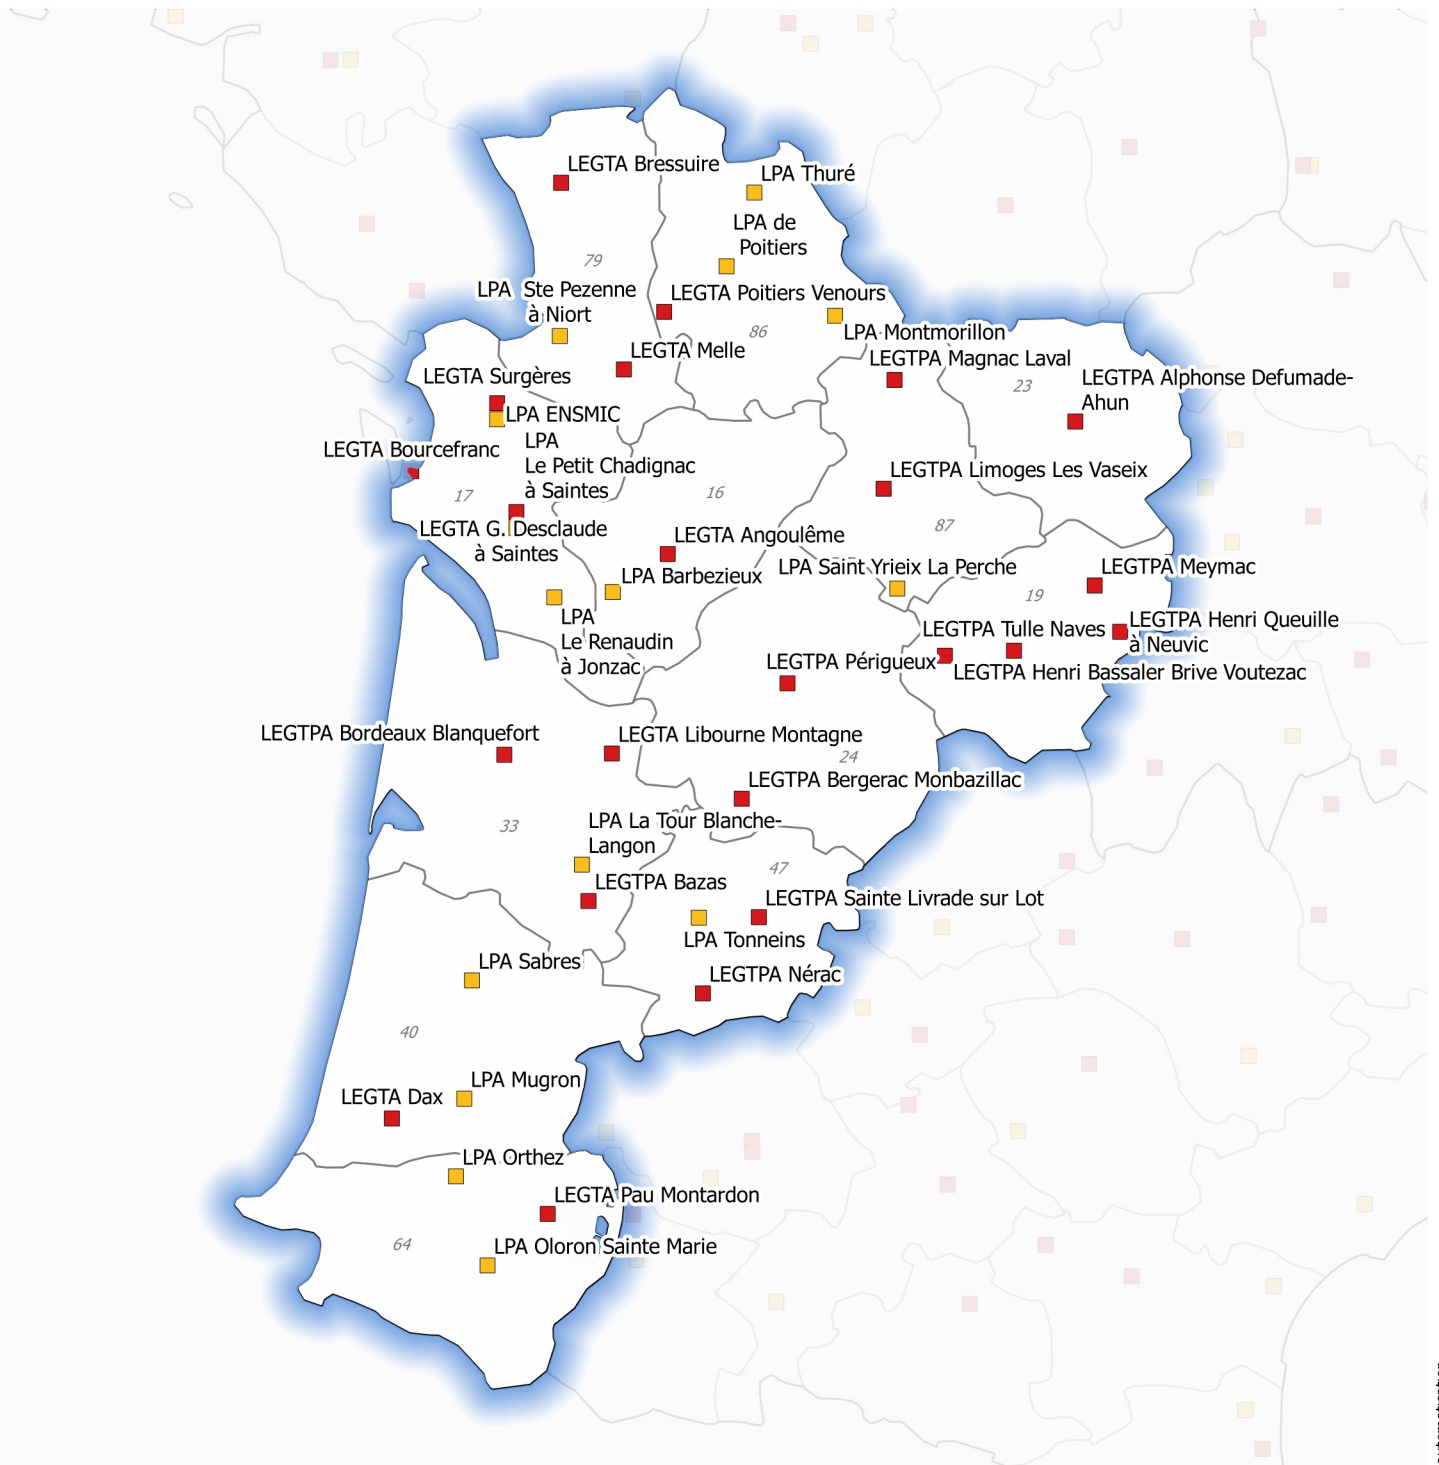 LEGTA Bressuire
LPA Thuré
LPA de
Poitiers
79
LPA Ste Pezenne
à Niort
LEGTA Poitiers Venours
86
LPA Montmorillon
LEGTA Melle
LEGTPA Magnac Laval
23
LEGTPA Alphonse Defumade-
Ahun
LEGTA Surgères
LPA ENSMIC
LEGTA Bourcefranc
LPA
Le Petit Chadignac
à Saintes
17
16
LEGTPA Limoges Les Vaseix
87
LEGTA G. Desclaude
à Saintes
LEGTA Angoulême
LPA Barbezieux
LPA Saint Yrieix La Perche
LEGTPA Meymac
19
LPA
Le Renaudin
à Jonzac
LEGTPA Tulle Naves
LEGTPA Henri Queuille
à Neuvic
LEGTPA Périgueux
LEGTPA Henri Bassaler Brive Voutezac
LEGTPA Bordeaux Blanquefort
LEGTA Libourne Montagne
24
LEGTPA Bergerac Monbazillac
33
LPA La Tour Blanche-
Langon
47
LEGTPA Bazas
LEGTPA Sainte Livrade sur Lot
LPA Tonneins
LPA Sabres
LEGTPA Nérac
40
LPA Mugron
LEGTA Dax
LPA Orthez
LEGTA Pau Montardon
64
LPA Oloron Sainte Marie